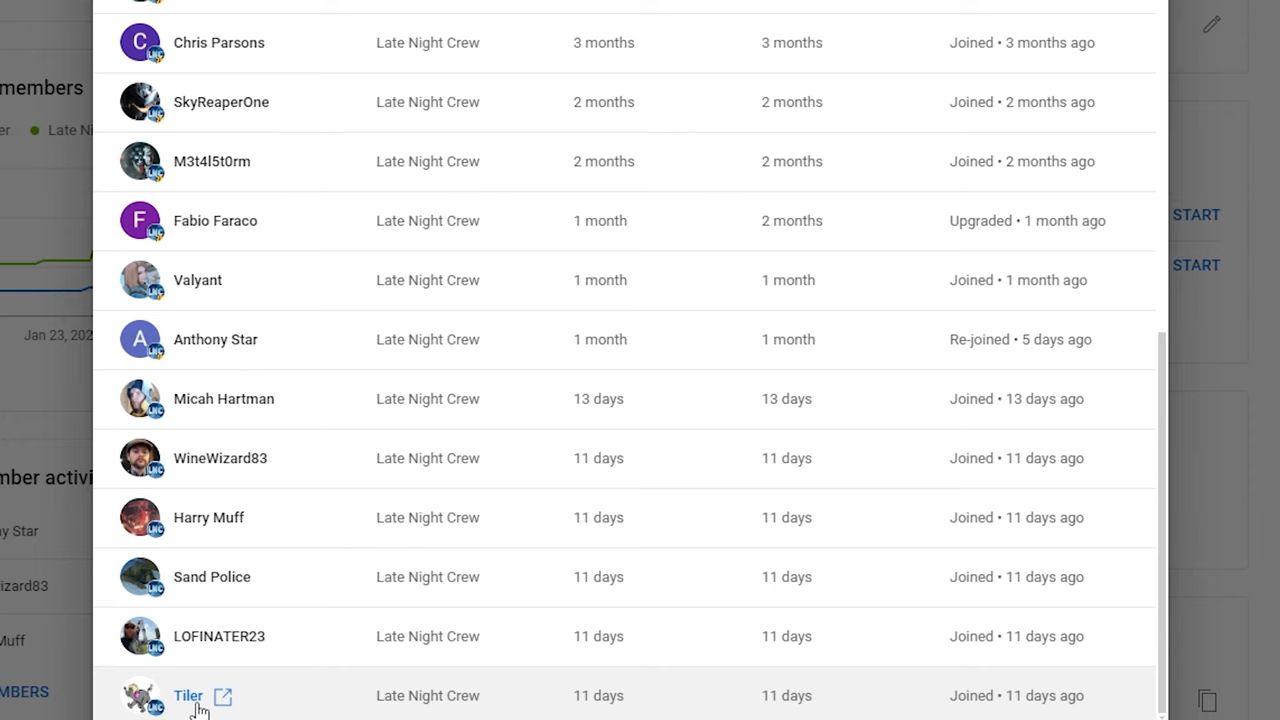 Chris Parsons Late Night Crew 3 months 3 months Joined • 3 months ago
members
SkyReaperOne Late Night Crew 2 months 2 months Joined • 2 months ago
er Late Ni
M3t4l5t0rm Late Night Crew 2 months 2 months Joined • 2 months ago
START
Fabio Faraco Late Night Crew 1 month 2 months Upgraded • 1 month ago
START
Valyant Late Night Crew 1 month 1 month Joined • 1 month ago
Jan 23, 202
Anthony Star Late Night Crew 1 month 1 month Re-joined • 5 days ago
Micah Hartman Late Night Crew 13 days 13 days Joined • 13 days ago
WineWizard83 Late Night Crew 11 days 11 days Joined • 11 days ago
mber activi
Harry Muff Late Night Crew 11 days 11 days Joined • 11 days ago
ny Star
Sand Police Late Night Crew 11 days 11 days Joined • 11 days ago
izard83
LOFINATER23 Late Night Crew 11 days 11 days Joined • 11 days ago
Muff
MBERS
Tiler Late Night Crew 11 days 11 days Joined • 11 days ago